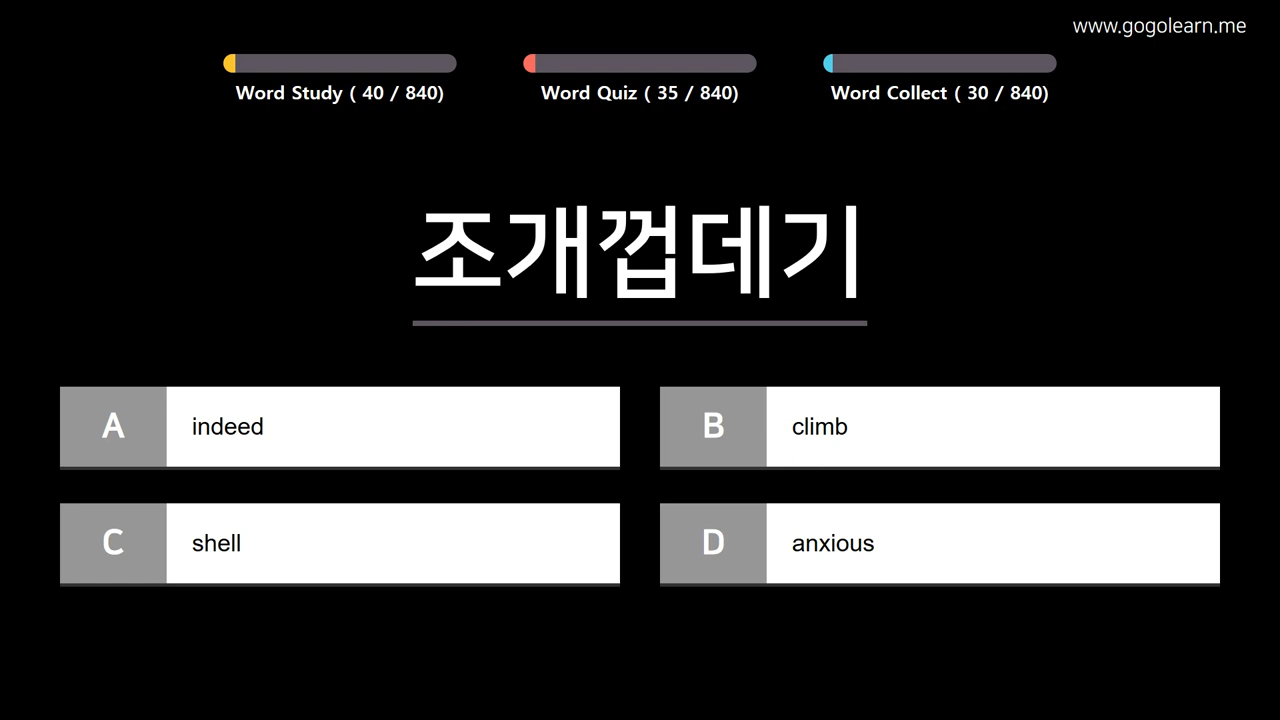 www.gogolearn.me
Word Study ( 40 / 840)
Word Quiz ( 35 / 840)
Word Collect ( 30 / 840)
조개껍데기
A indeed
B climb
C shell
D anxious